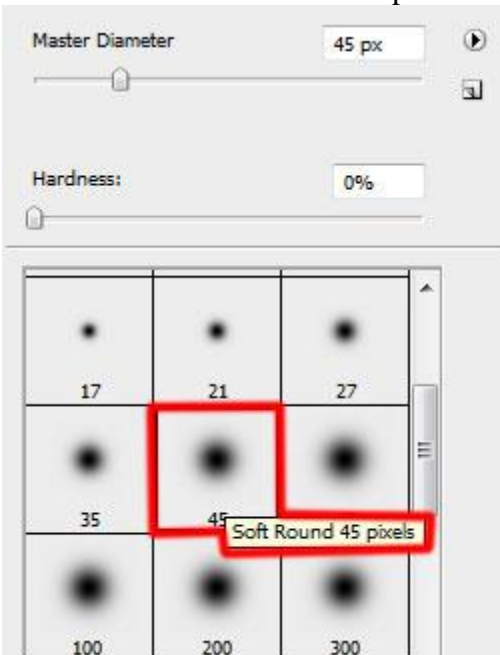 Master Diameter 45 px
Hardness: 0%
17 21 27
35 45
Soft Round 45 pixels
100 200 300